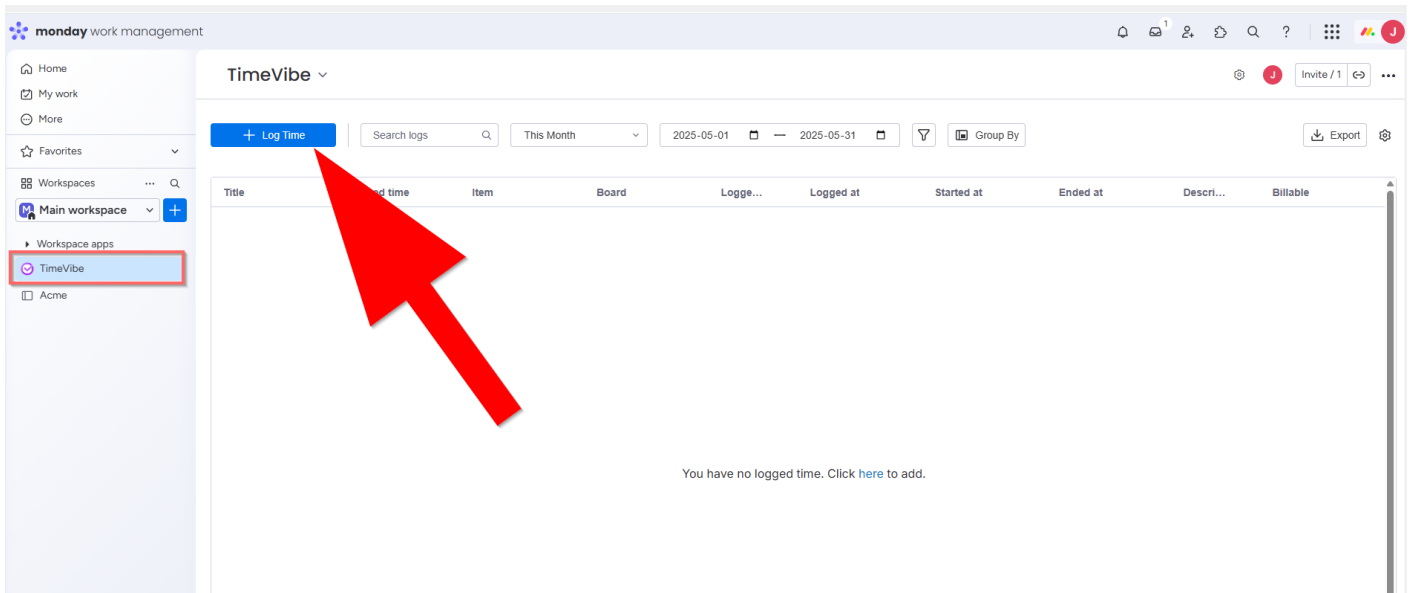 monday work management
1
?
J
Home
My work
More
Favorites
Workspaces
M
Main workspace
+
Workspace apps
TimeVibe
Acme
TimeVibe
J
Invite / 1
+ Log Time
Search logs
This Month
2025-05-01 — 2025-05-31
Group By
Export
Title
time
Item
Board
Logge...
Logged at
Started at
Ended at
Descri...
Billable
You have no logged time. Click here to add.